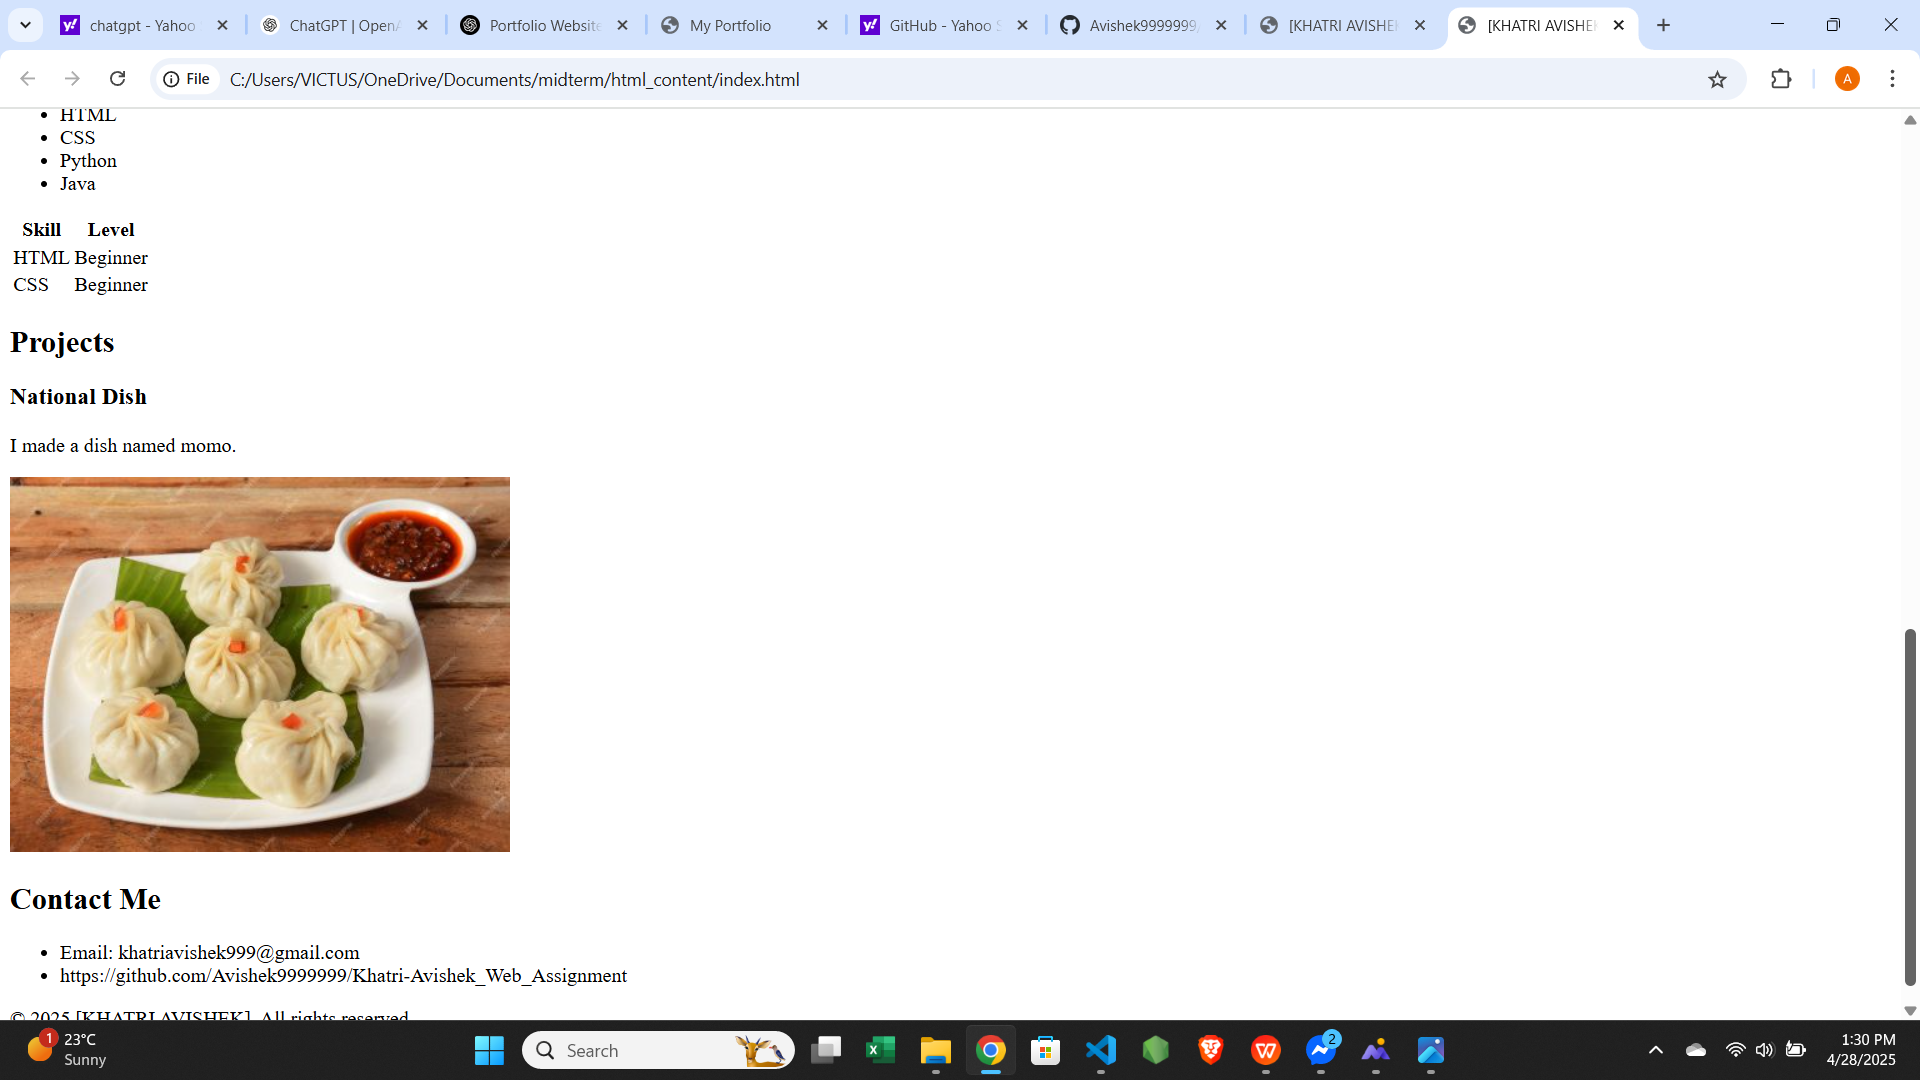 chatgpt - Yahoo
ChatGPT | OpenA
Portfolio Website
My Portfolio
GitHub - Yahoo S
Avishek9999999/
[KHATRI AVISHEK
[KHATRI AVISHEK
File
C:/Users/VICTUS/OneDrive/Documents/midterm/html_content/index.html
A
HTML
CSS
Python
Java
Skill Level
HTML Beginner
CSS Beginner
Projects
National Dish
I made a dish named momo.
Contact Me
Email: khatriavishek999@gmail.com
https://github.com/Avishek9999999/Khatri-Avishek_Web_Assignment
© 2025 [KHATRI AVISHEK]. All rights reserved.
1
23°C
Sunny
Search
2
1:30 PM
4/28/2025